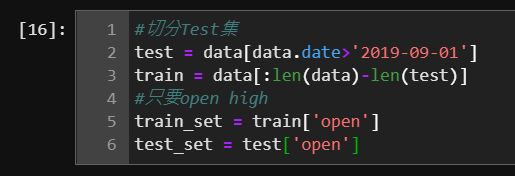 [16]:
1 #切分Test集
2 test = data[data.date>'2019-09-01']
3 train = data[:len(data)-len(test)]
4 #只要open high
5 train_set = train['open']
6 test_set = test['open']